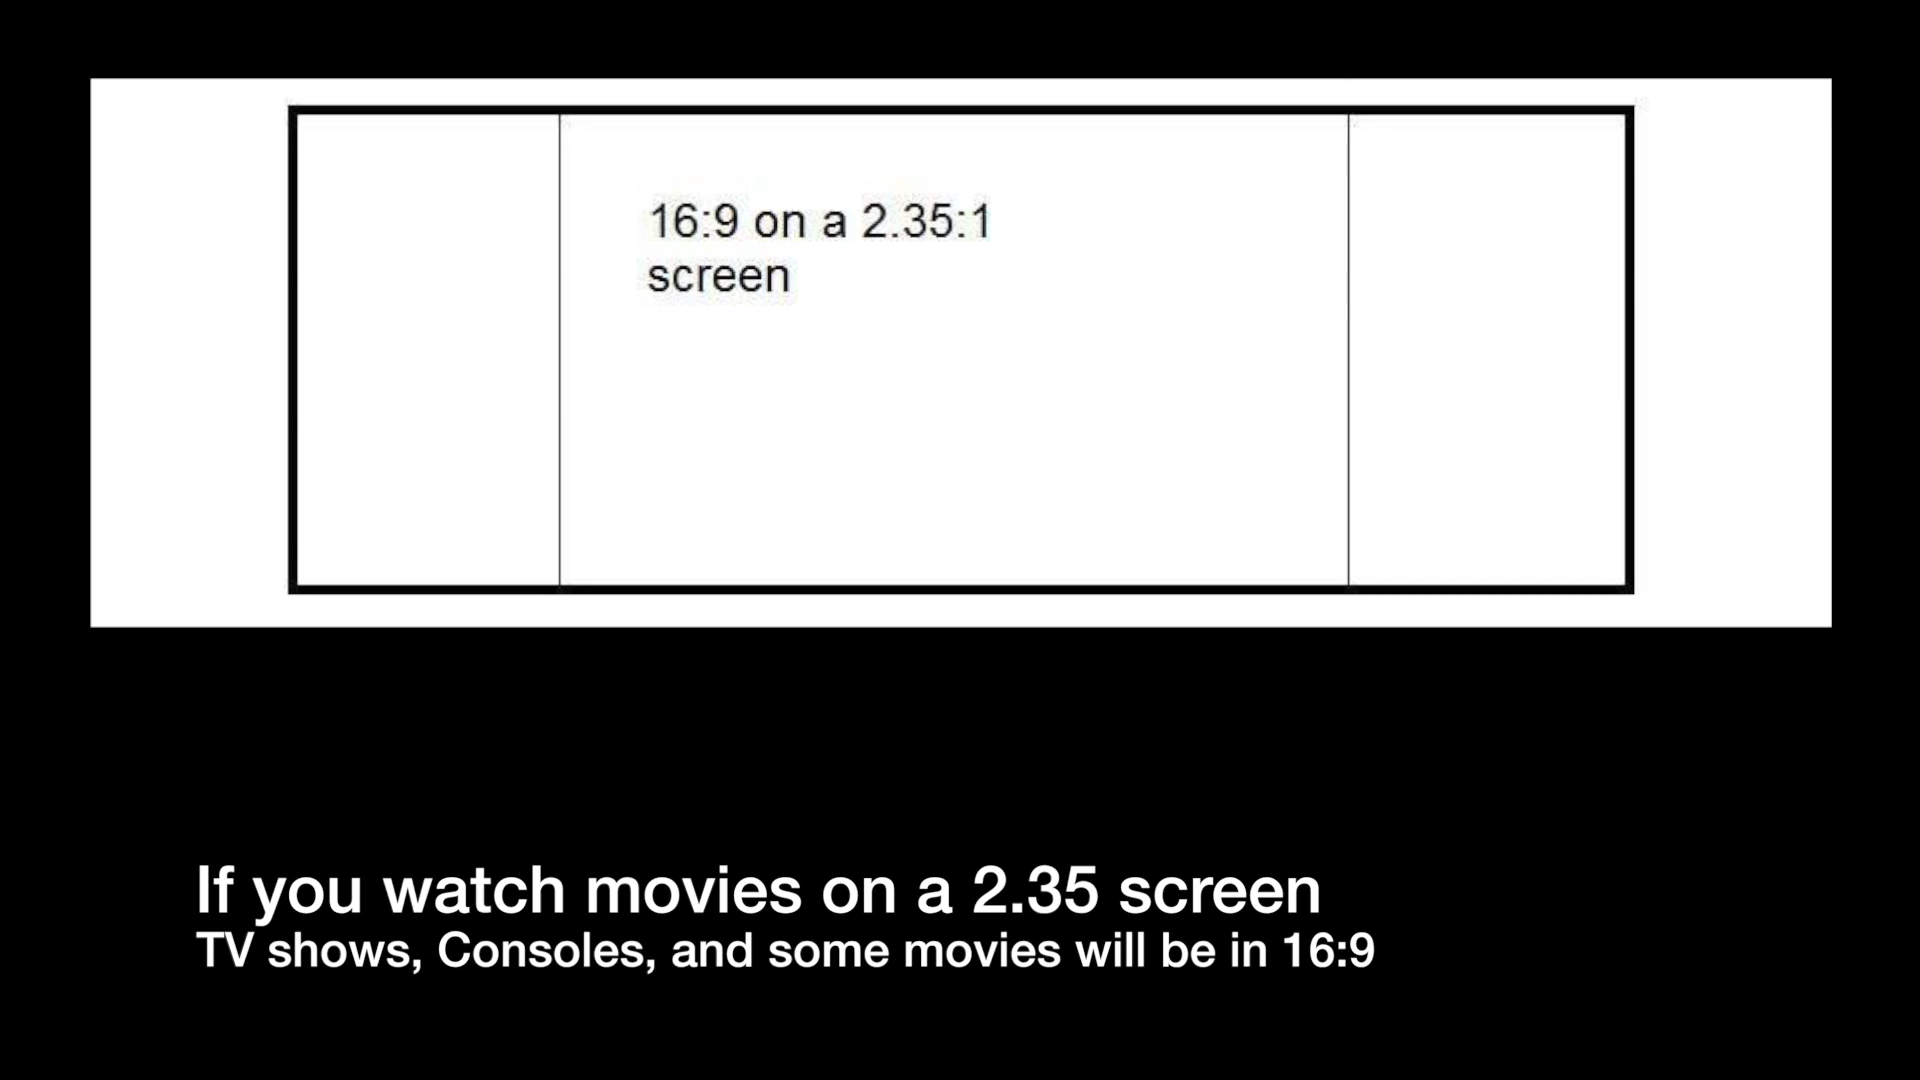 16:9 on a 2.35:1
screen
If you watch movies on a 2.35 screen
TV shows, Consoles, and some movies will be in 16:9